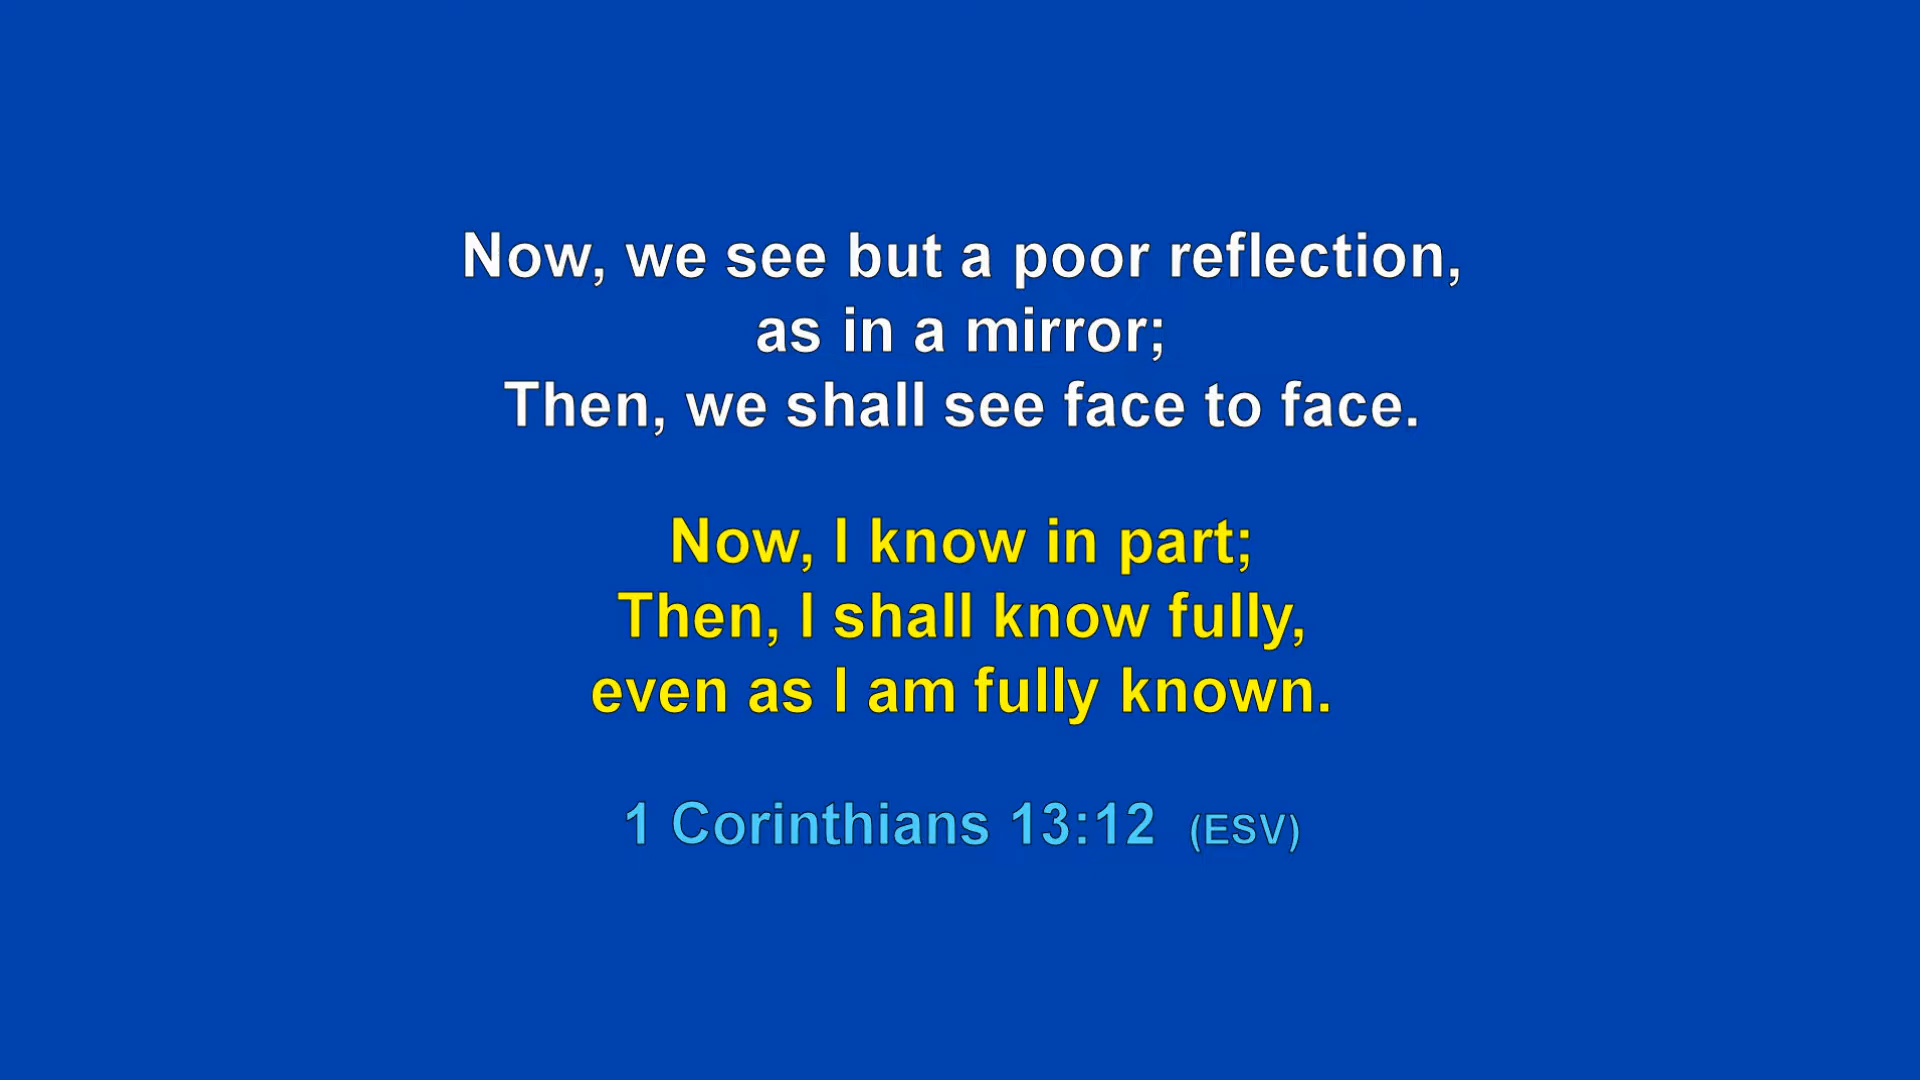 Now, we see but a poor reflection,
as in a mirror;
Then, we shall see face to face.
Now, I know in part;
Then, I shall know fully,
even as I am fully known.
1 Corinthians 13:12 (ESV)